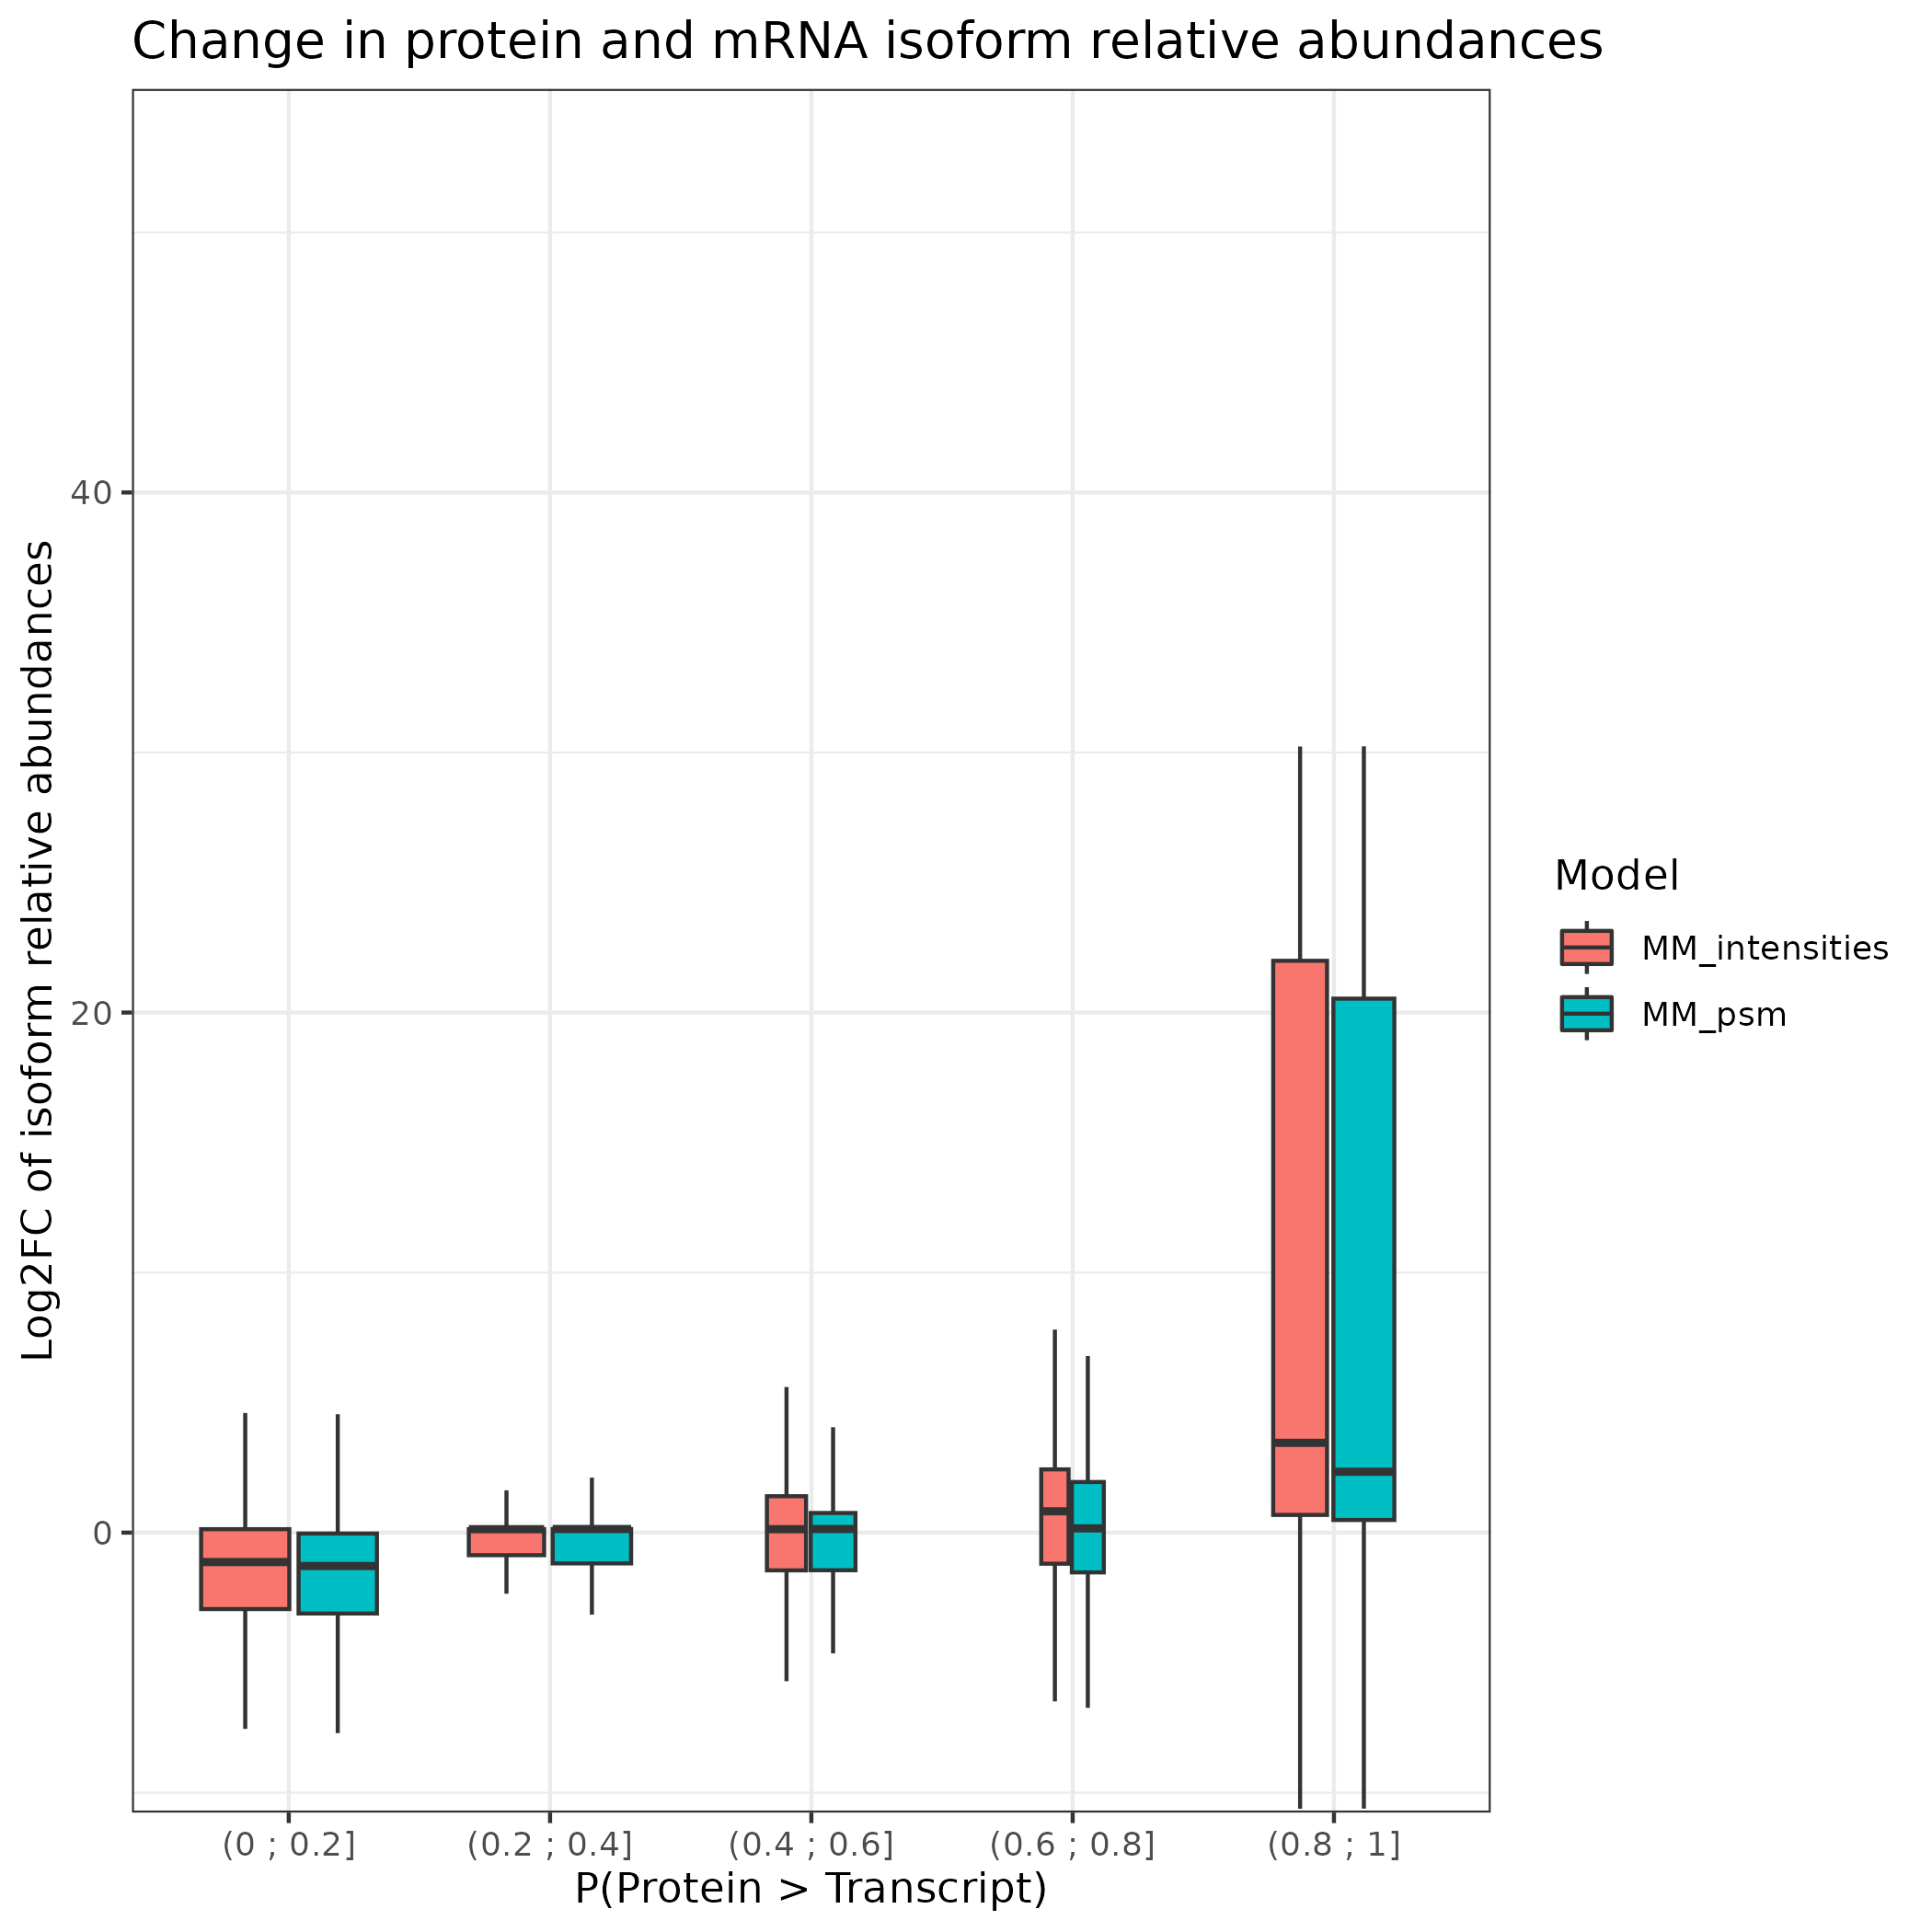 Change in protein and mRNA isoform relative abundances
Log2FC of isoform relative abundances
40
20
0
(0 ; 0.2]
(0.2 ; 0.4]
(0.4 ; 0.6]
(0.6 ; 0.8]
(0.8 ; 1]
P(Protein > Transcript)
Model
MM_intensities
MM_psm